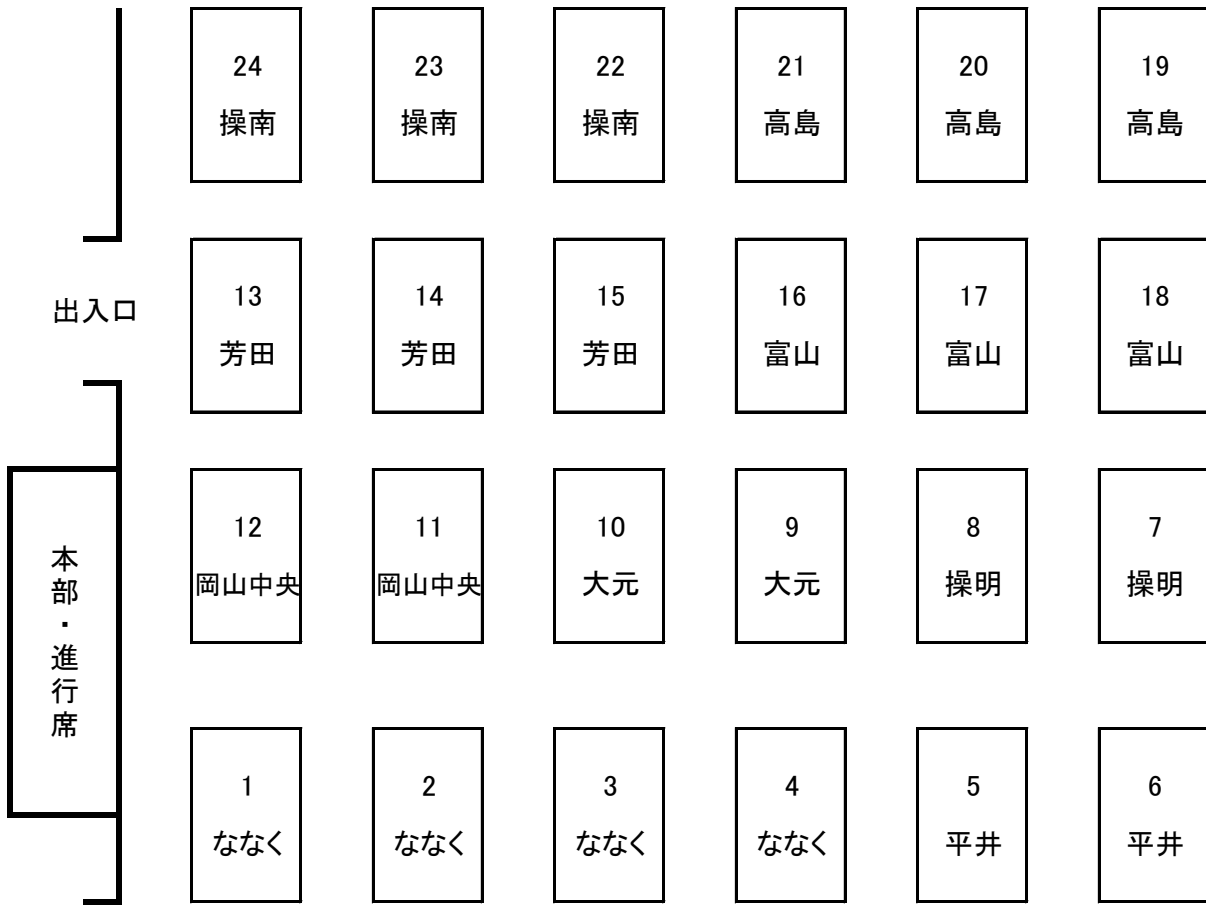 24
操南
23
操南
22
操南
21
高島
20
高島
19
高島
出入口
13
芳田
14
芳田
15
芳田
16
富山
17
富山
18
富山
本部・進行席
12
岡山中央
11
岡山中央
10
大元
9
大元
8
操明
7
操明
1
ななく
2
ななく
3
ななく
4
ななく
5
平井
6
平井